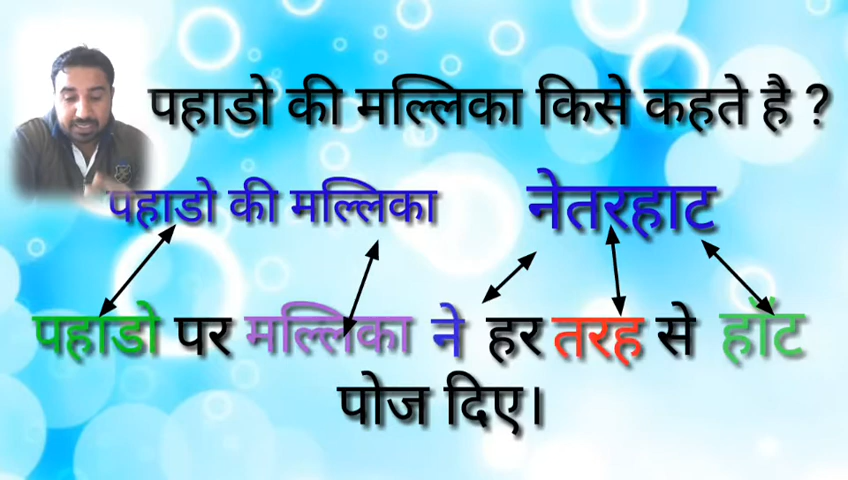 पहाडो की मल्लिका किसे कहते है ?
पहाडो की मल्लिका नेतरहाट
पहाडो पर मल्लिका ने हर तरह से हॉट
पोज दिए।